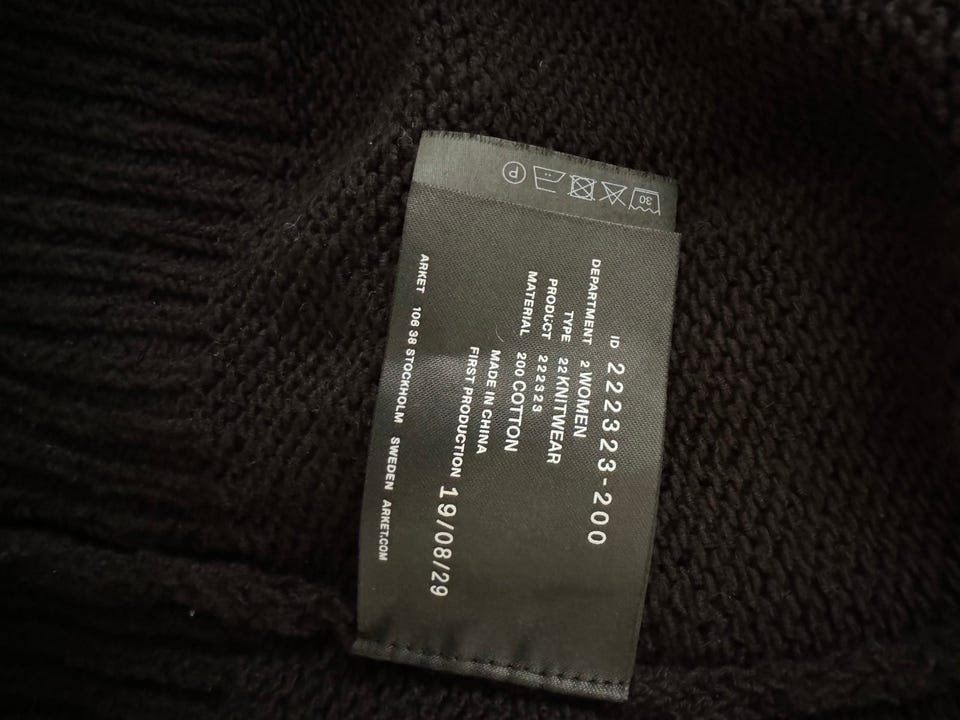 30
P
ID 222323-200
DEPARTMENT 2 WOMEN
TYPE 22 KNITWEAR
PRODUCT 222323
MATERIAL 200 COTTON
MADE IN CHINA
FIRST PRODUCTION 19/08/29
ARKET 106 38 STOCKHOLM SWEDEN ARKET.COM